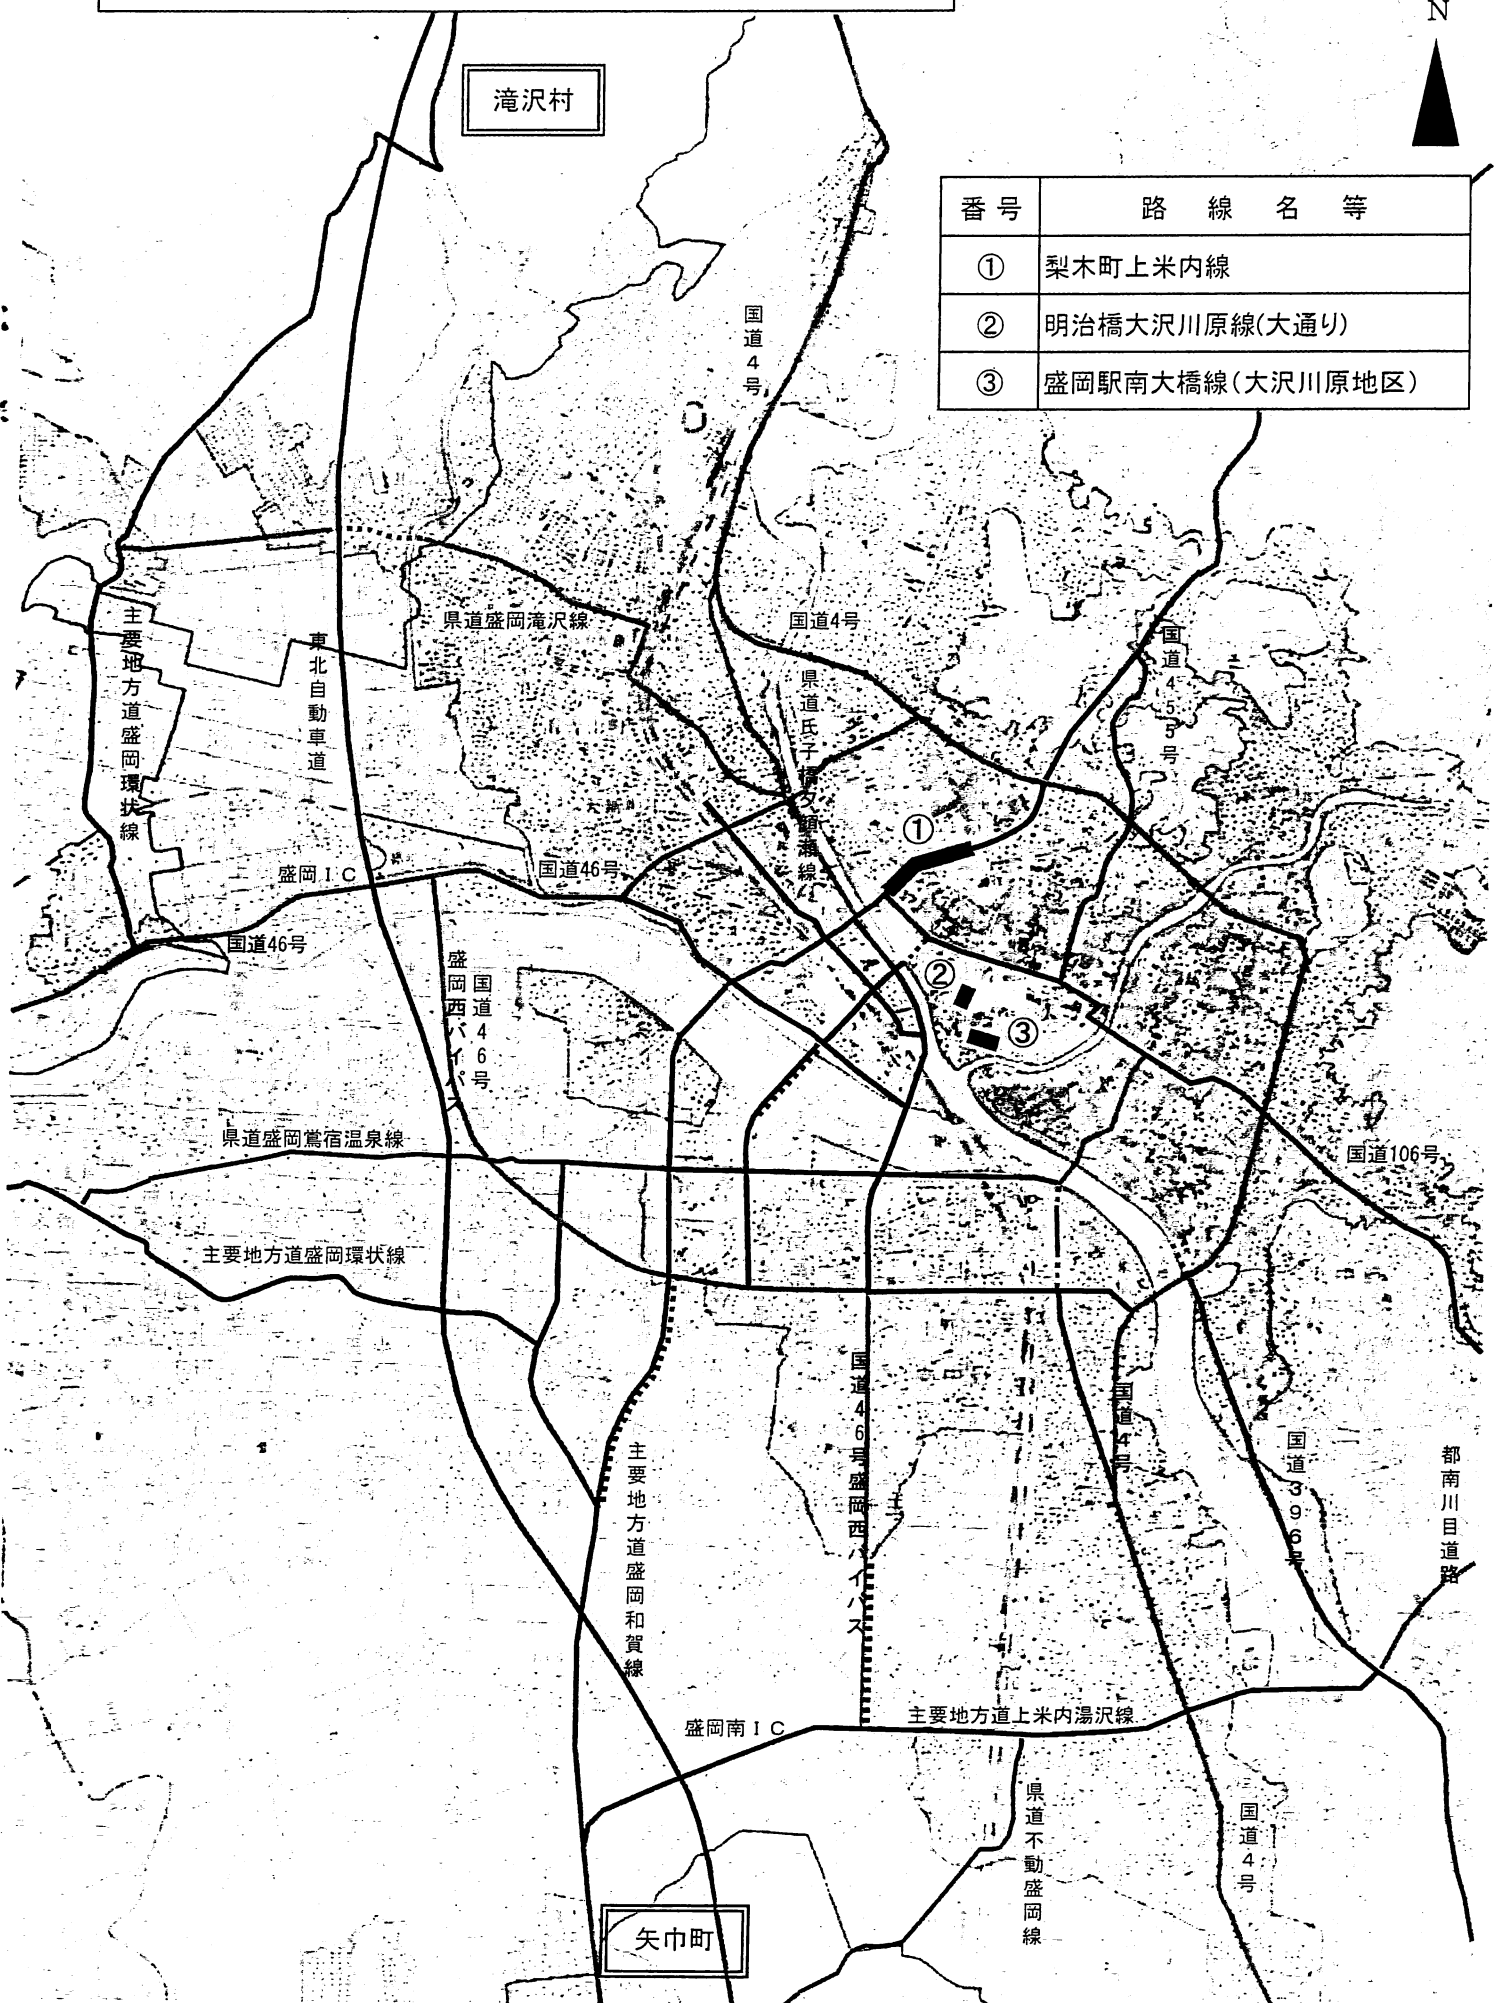 N
滝沢村
番号 路線名等
① 梨木町上米内線
② 明治橋大沢川原線(大通り)
③ 盛岡駅南大橋線(大沢川原地区)
国道4号
県道盛岡滝沢線
国道4号
国道455号
主要地方道盛岡環状線
東北自動車道
県道氏子橋夕顔瀬線
①
盛岡IC
国道46号
国道46号
国道46号
盛岡西バイパス
②
③
県道盛岡鶯宿温泉線
国道106号
主要地方道盛岡環状線
国道46号盛岡西バイパス
国道4号
国道396号
都南川目道路
主要地方道盛岡和賀線
盛岡南IC
主要地方道上米内湯沢線
県道不動盛岡線
国道4号
矢巾町